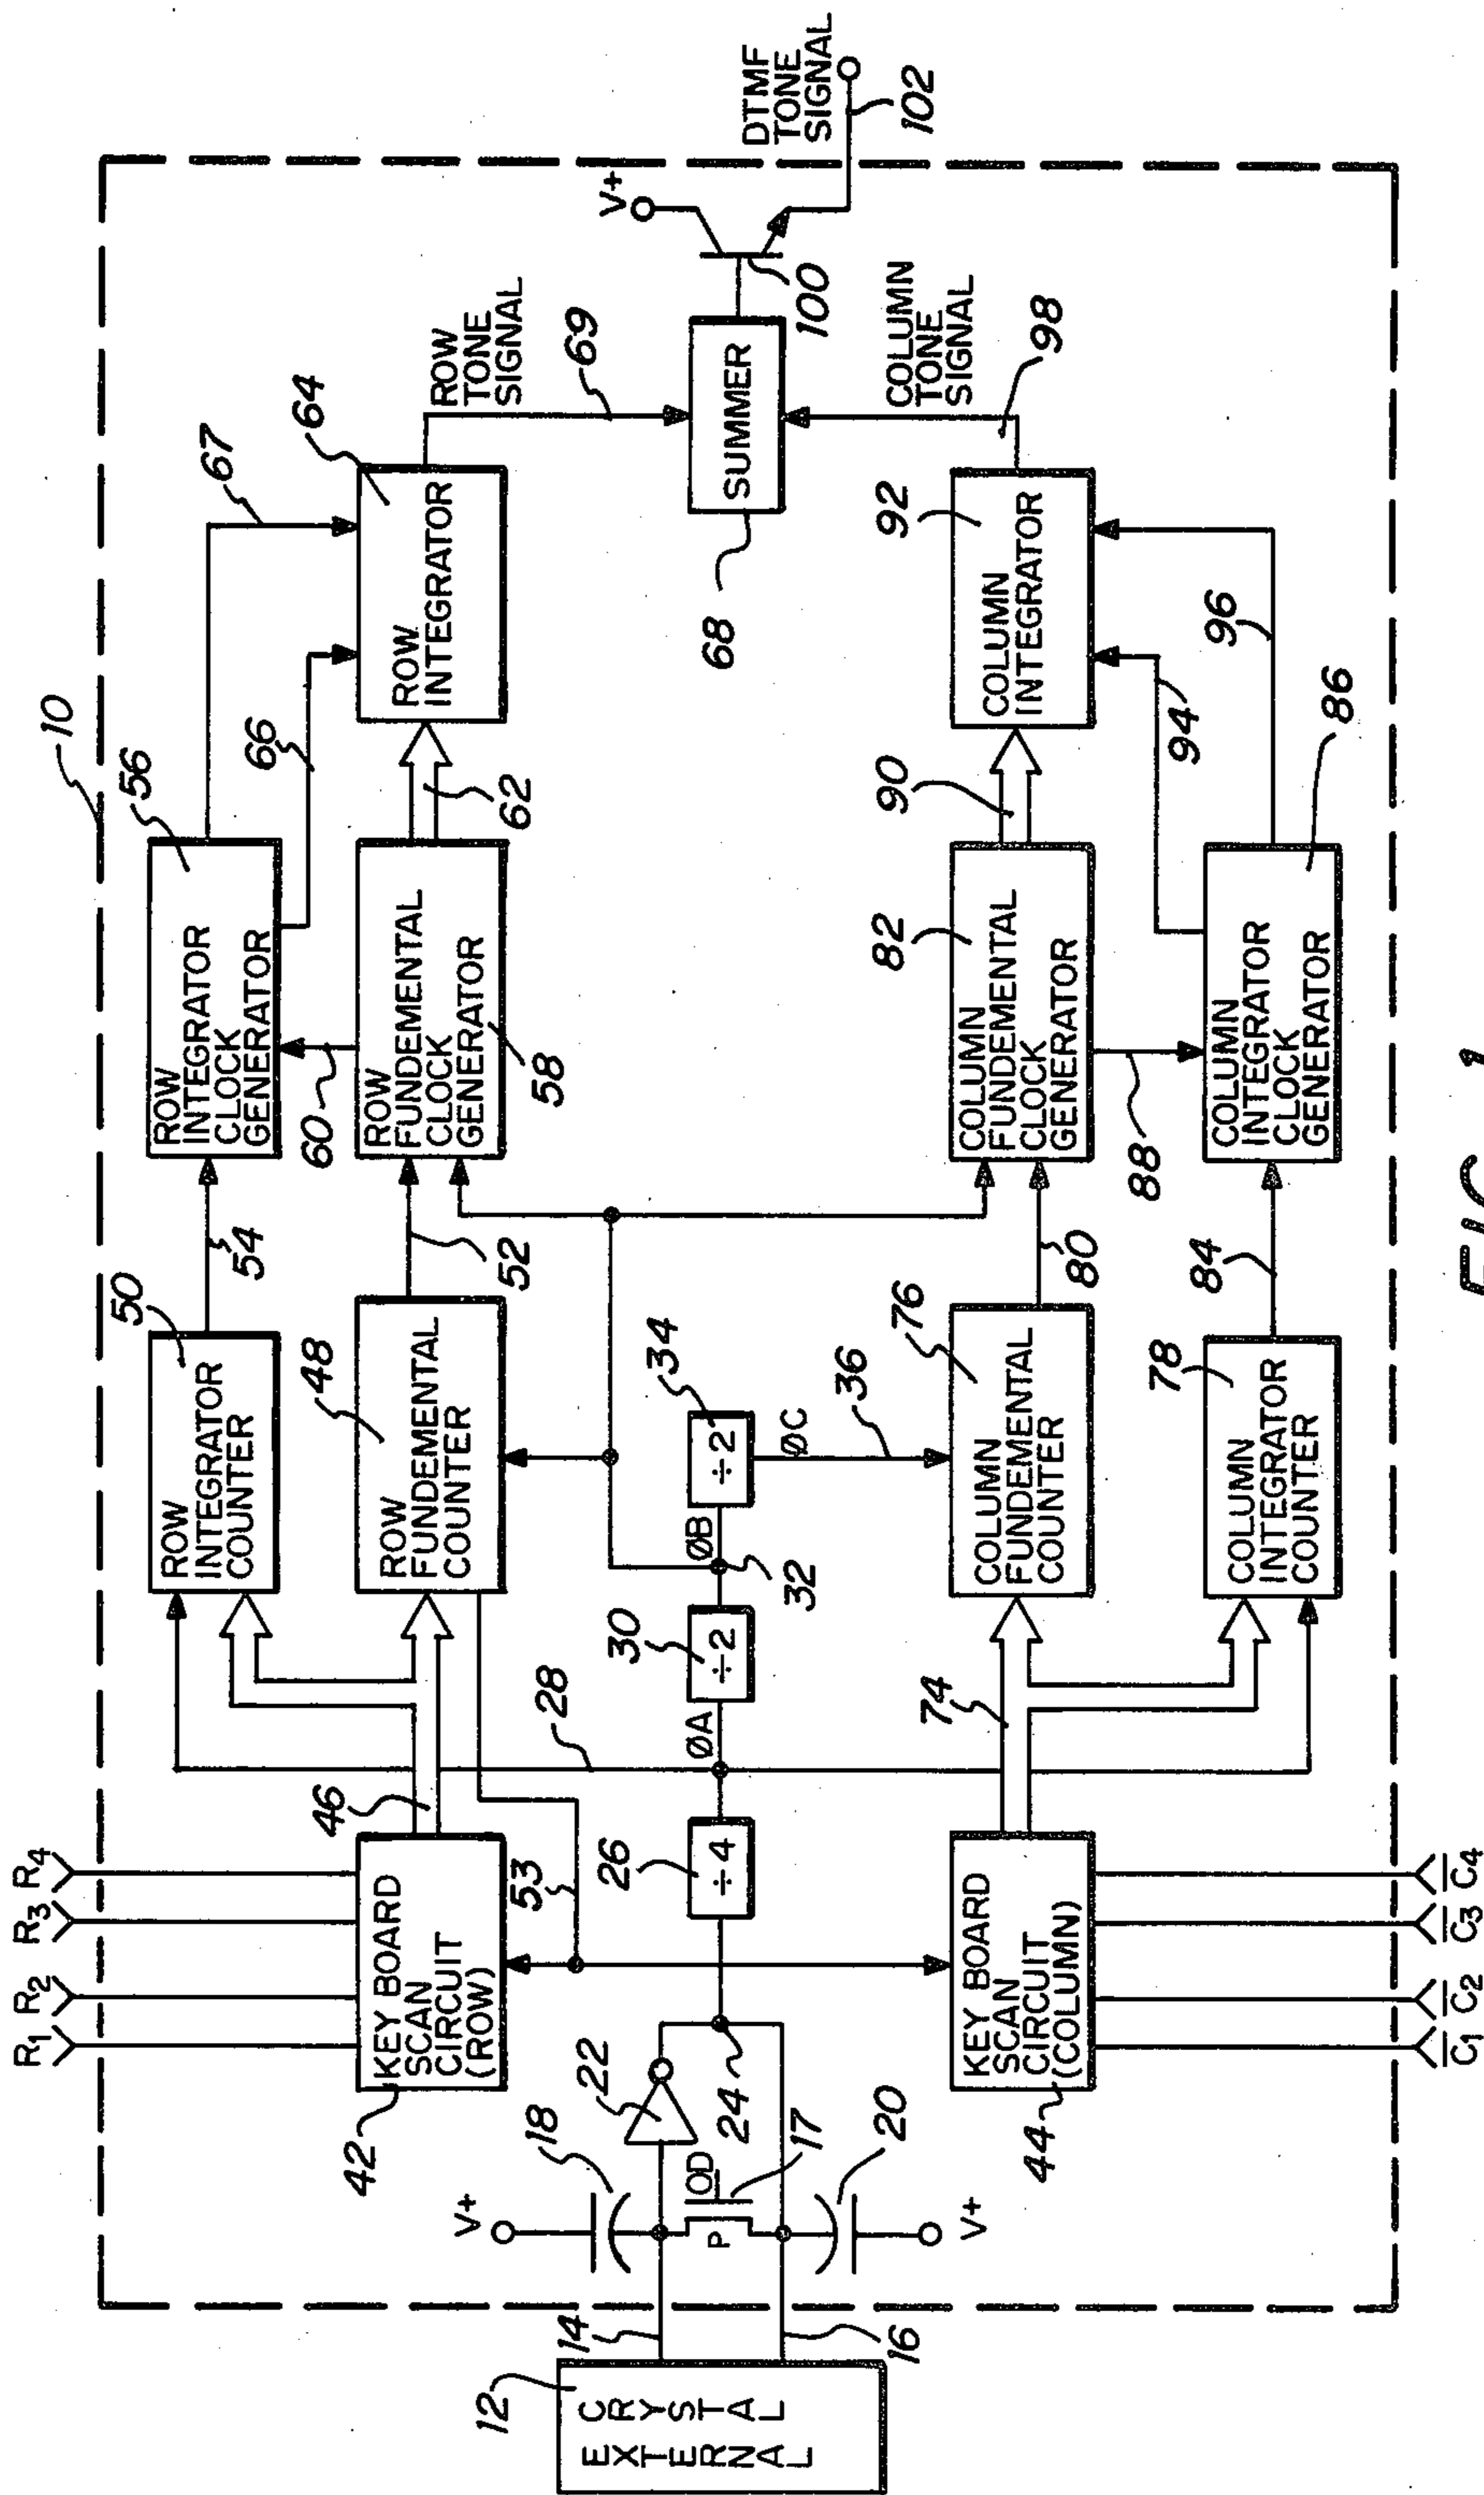 10
R1
R2
R3
R4
42
KEY BOARD
SCAN
CIRCUIT
(ROW)
46
53
28
50
ROW
INTEGRATOR
COUNTER
48
ROW
FUNDEMENTAL
COUNTER
54
52
56
ROW
INTEGRATOR
CLOCK
GENERATOR
60
ROW
FUNDEMENTAL
CLOCK
GENERATOR
58
66
67
62
64
ROW
INTEGRATOR
ROW
TONE
SIGNAL
69
12
CRYSTAL
EXTERNAL
14
16
V+
18
22
P
OD
17
24
20
V+
26
÷4
ØA
30
÷2
ØB
32
34
÷2
ØC
36
68
SUMMER
V+
100
DTMF
TONE
SIGNAL
102
44
KEY BOARD
SCAN
CIRCUIT
(COLUMN)
C̅1
C̅2
C̅3
C̅4
74
76
COLUMN
FUNDEMENTAL
COUNTER
78
COLUMN
INTEGRATOR
COUNTER
80
84
82
COLUMN
FUNDEMENTAL
CLOCK
GENERATOR
88
COLUMN
INTEGRATOR
CLOCK
GENERATOR
86
90
94
96
92
COLUMN
INTEGRATOR
COLUMN
TONE
SIGNAL
98
FIG. 1